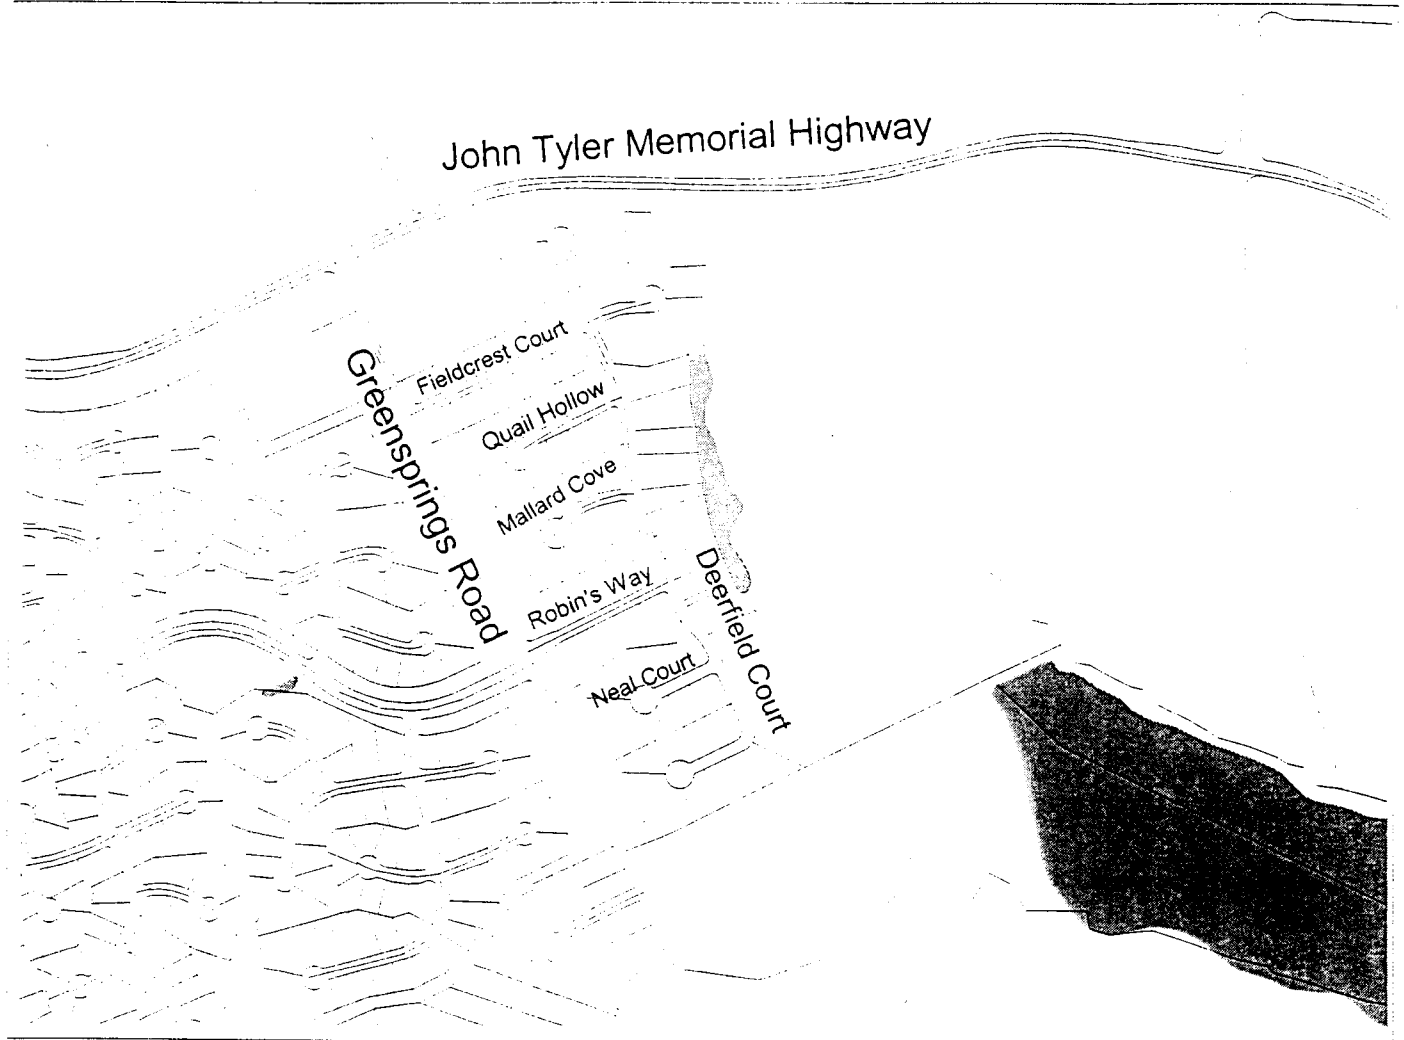 John Tyler Memorial Highway
Greensprings Road
Fieldcrest Court
Quail Hollow
Mallard Cove
Robin's Way
Deerfield Court
Neal Court